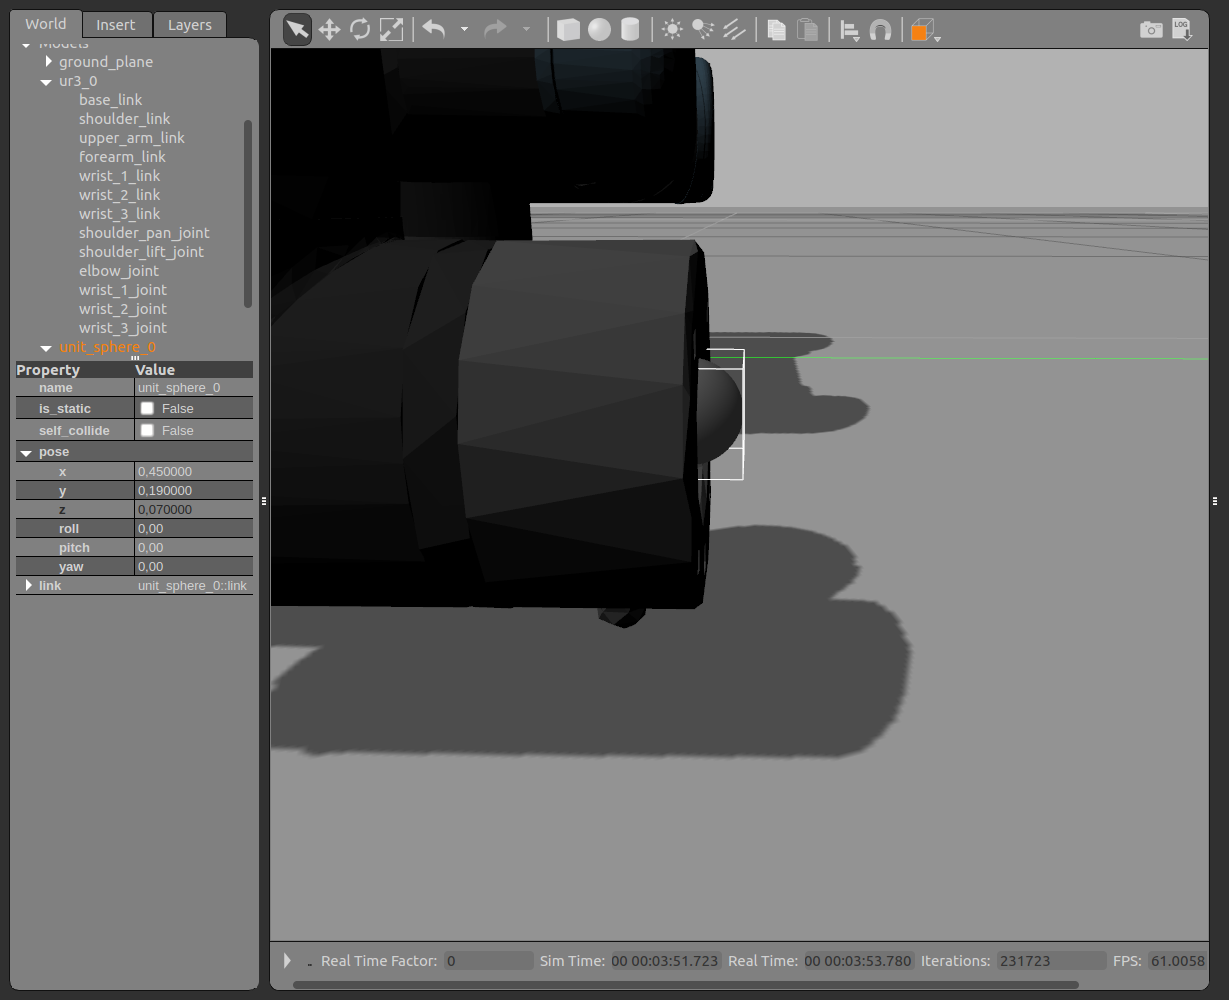 World Insert Layers
Models
ground_plane
ur3_0
base_link
shoulder_link
upper_arm_link
forearm_link
wrist_1_link
wrist_2_link
wrist_3_link
shoulder_pan_joint
shoulder_lift_joint
elbow_joint
wrist_1_joint
wrist_2_joint
wrist_3_joint
unit_sphere_0
Property Value
name unit_sphere_0
is_static False
self_collide False
pose
x 0,450000
y 0,190000
z 0,070000
roll 0,00
pitch 0,00
yaw 0,00
link unit_sphere_0::link
LOG
Real Time Factor: 0 Sim Time: 00 00:03:51.723 Real Time: 00 00:03:53.780 Iterations: 231723 FPS: 61.0058